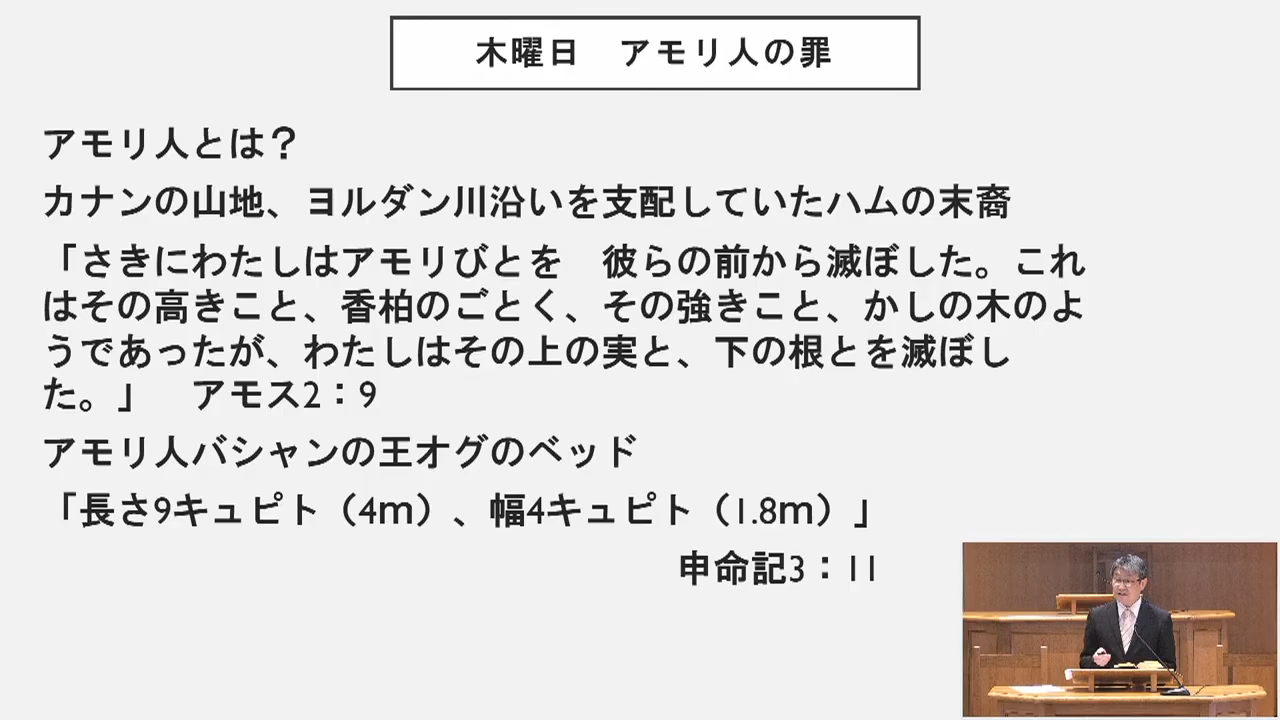 木曜日　アモリ人の罪
アモリ人とは？
カナンの山地、ヨルダン川沿いを支配していたハムの末裔
「さきにわたしはアモリびとを　彼らの前から滅ぼした。これ
はその高きこと、香柏のごとく、その強きこと、かしの木のよ
うであったが、わたしはその上の実と、下の根とを滅ぼし
た。」　アモス2：9
アモリ人バシャンの王オグのベッド
「長さ9キュピト（4m）、幅4キュピト（1.8m）」
申命記3：11